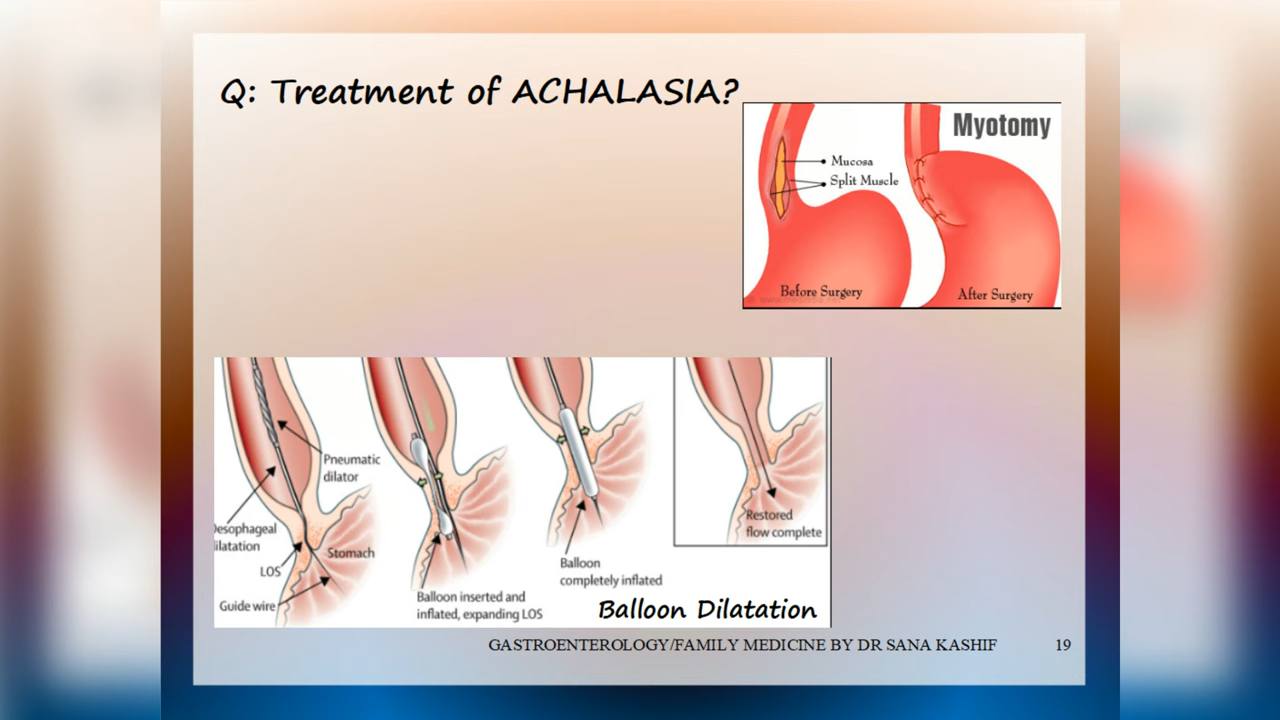 Q: Treatment of ACHALASIA?
Myotomy
Mucosa
Split Muscle
Before Surgery
After Surgery
Pneumatic
dilator
Oesophageal
dilatation
LOS
Stomach
Guide wire
Balloon inserted and
inflated, expanding LOS
Balloon
completely inflated
Restored
flow complete
Balloon Dilatation
GASTROENTEROLOGY/FAMILY MEDICINE BY DR SANA KASHIF
19